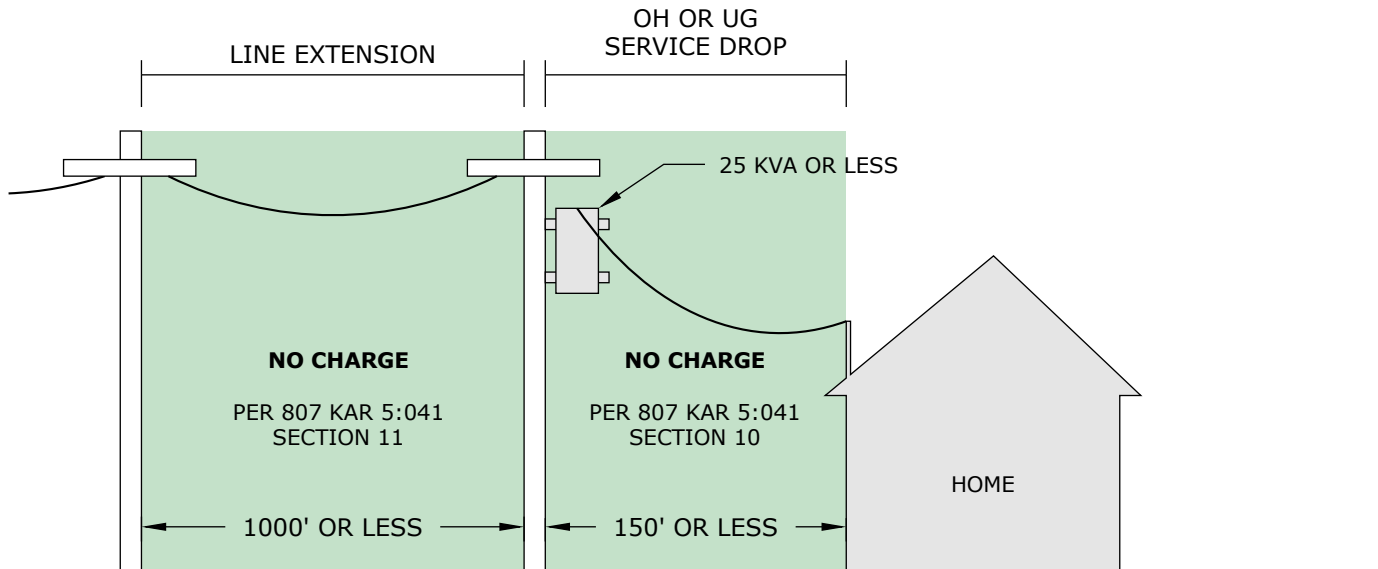 OH OR UG
SERVICE DROP
LINE EXTENSION
25 KVA OR LESS
NO CHARGE
PER 807 KAR 5:041
SECTION 11
NO CHARGE
PER 807 KAR 5:041
SECTION 10
HOME
1000' OR LESS
150' OR LESS